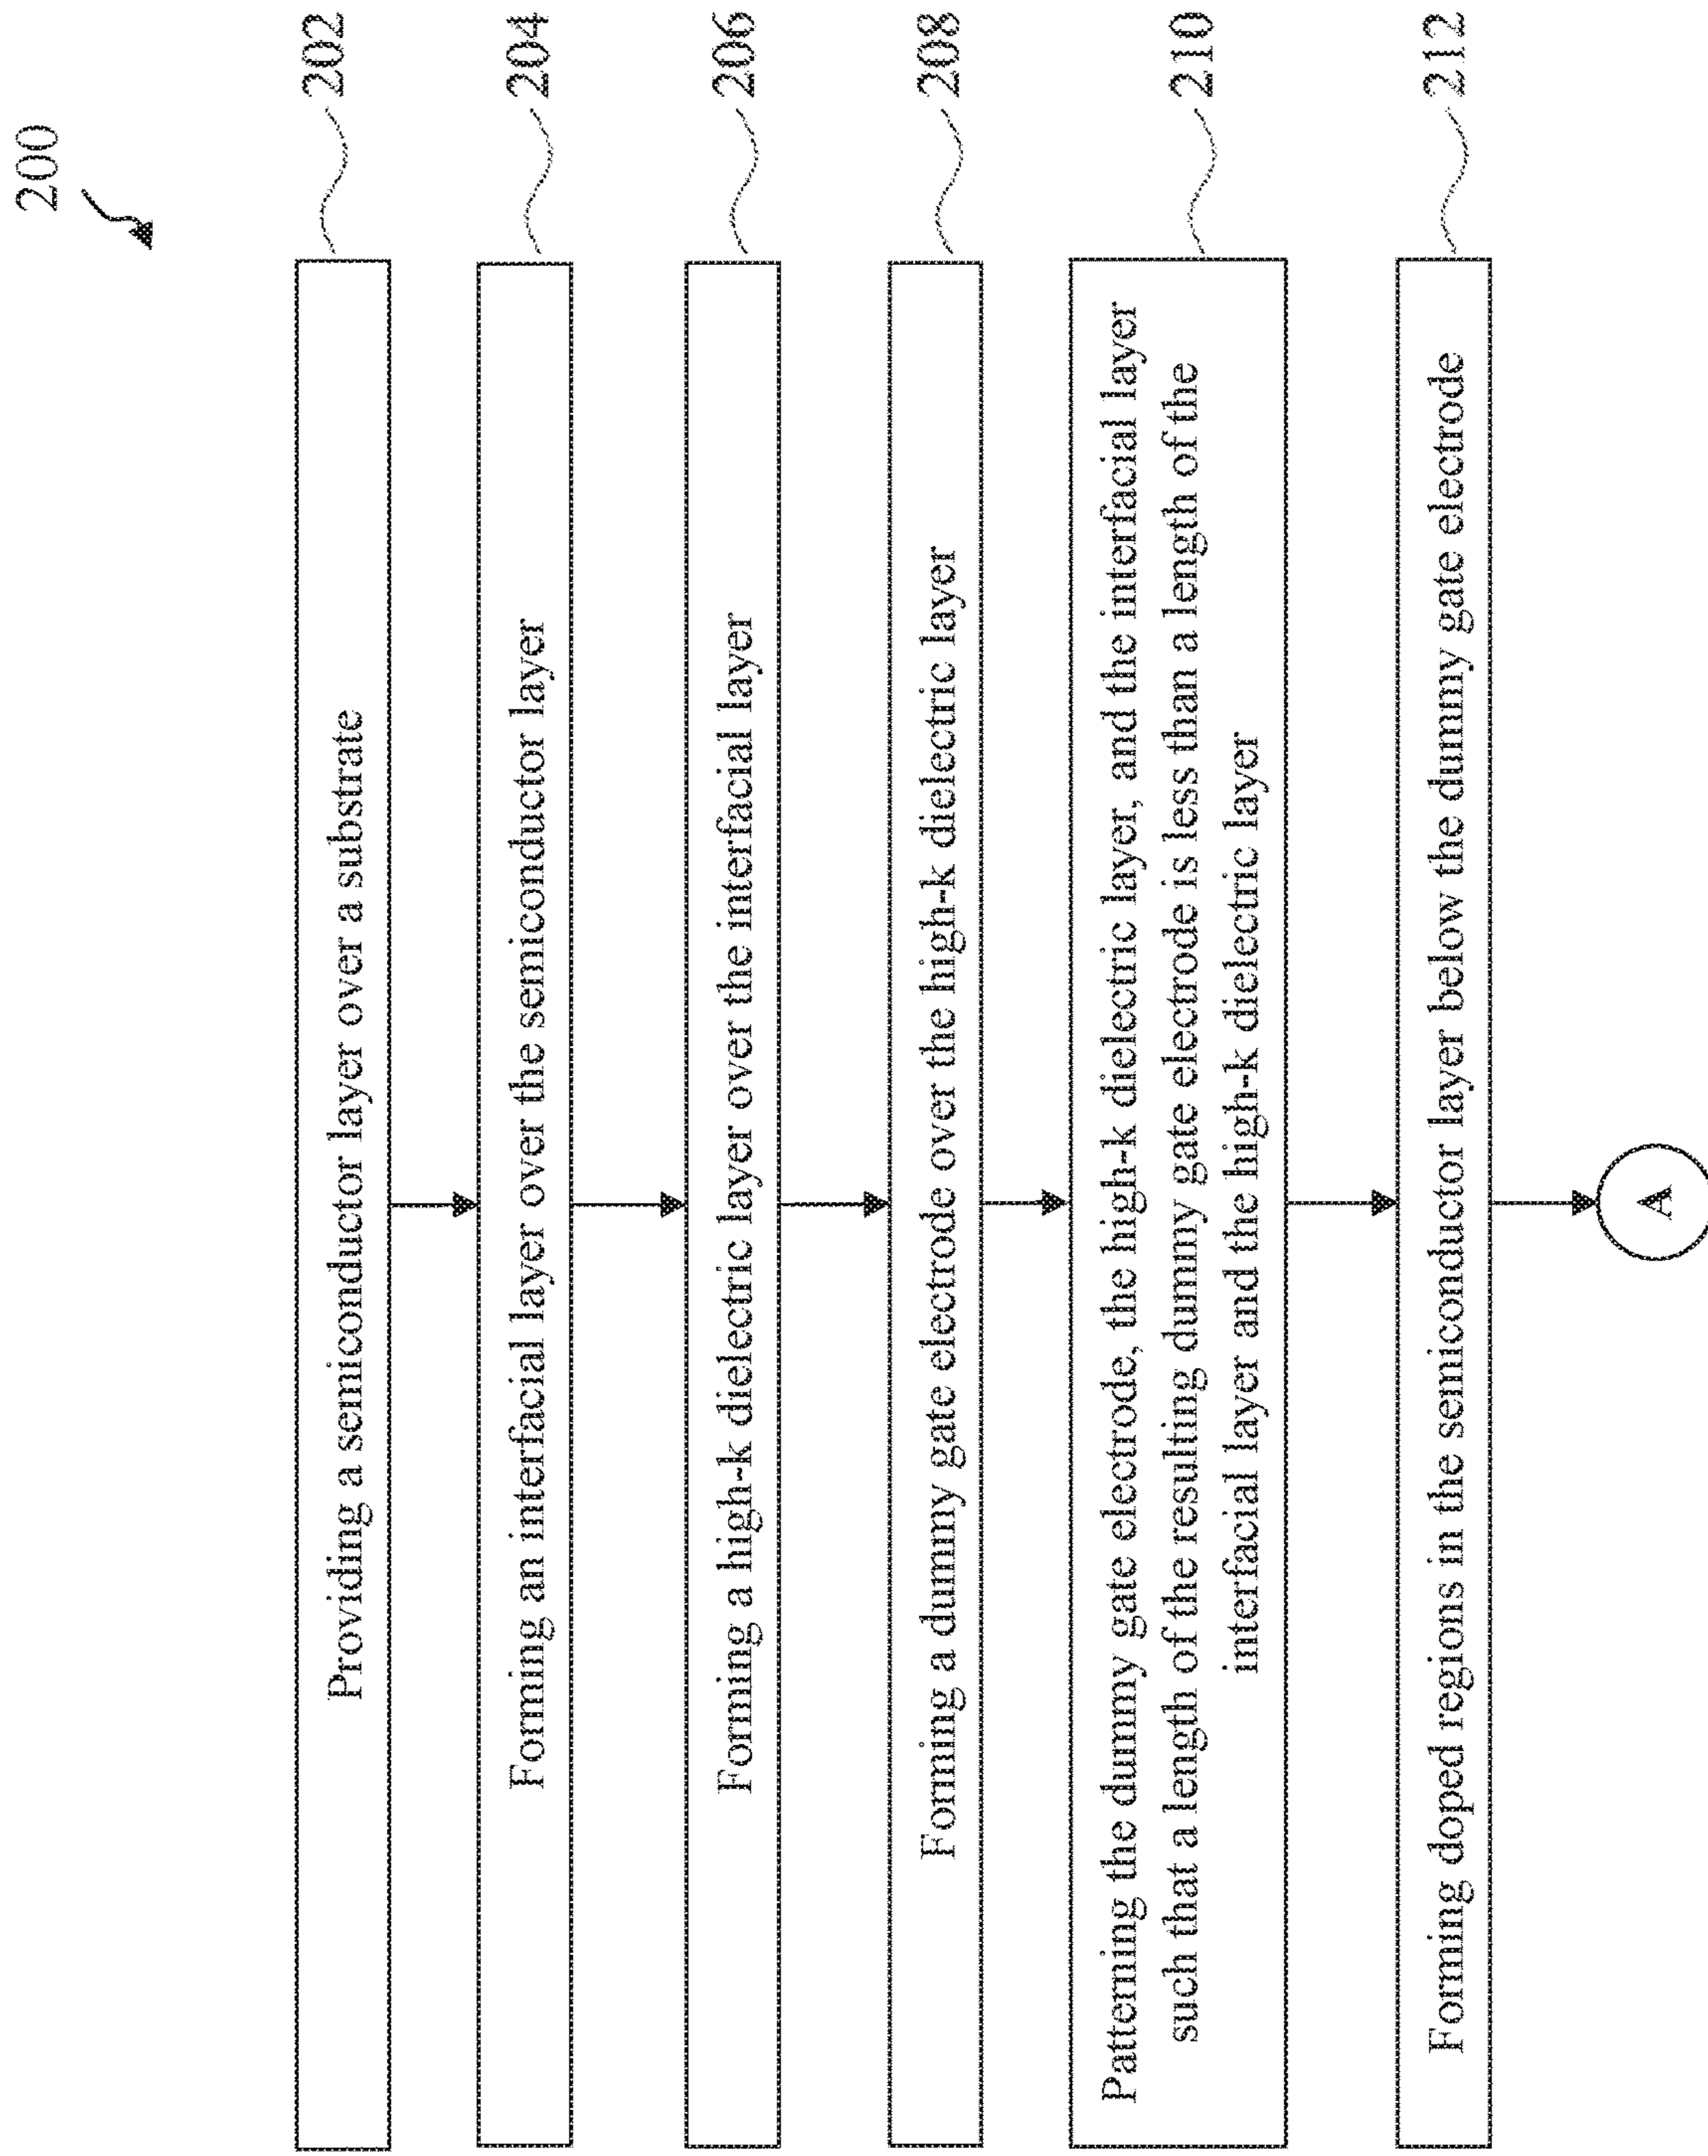 200
Providing a semiconductor layer over a substrate
202
Forming an interfacial layer over the semiconductor layer
204
Forming a high-k dielectric layer over the interfacial layer
206
Forming a dummy gate electrode over the high-k dielectric layer
208
Patterning the dummy gate electrode, the high-k dielectric layer, and the interfacial layer
such that a length of the resulting dummy gate electrode is less than a length of the
interfacial layer and the high-k dielectric layer
210
Forming doped regions in the semiconductor layer below the dummy gate electrode
212
A